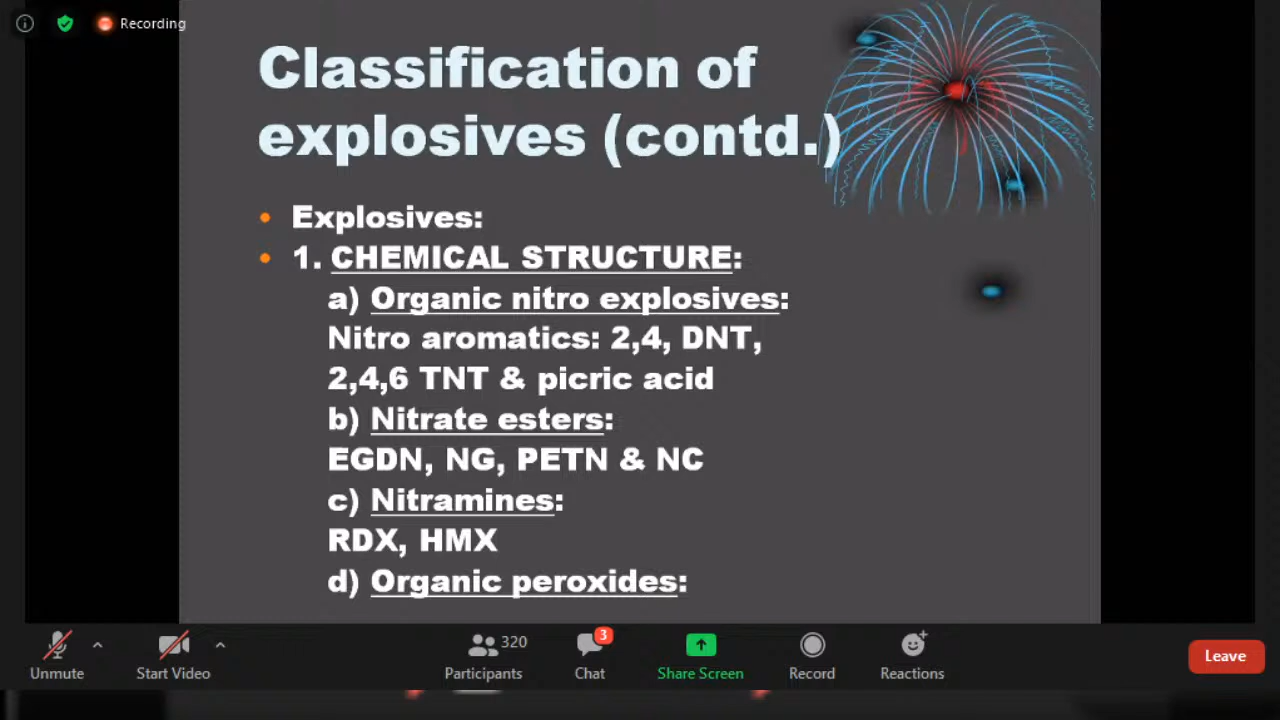 Recording
Classification of
explosives (contd.)
• Explosives:
• 1. CHEMICAL STRUCTURE:
a) Organic nitro explosives:
Nitro aromatics: 2,4, DNT,
2,4,6 TNT & picric acid
b) Nitrate esters:
EGDN, NG, PETN & NC
c) Nitramines:
RDX, HMX
d) Organic peroxides:
320
3
Unmute
Start Video
Participants
Chat
Share Screen
Record
Reactions
Leave